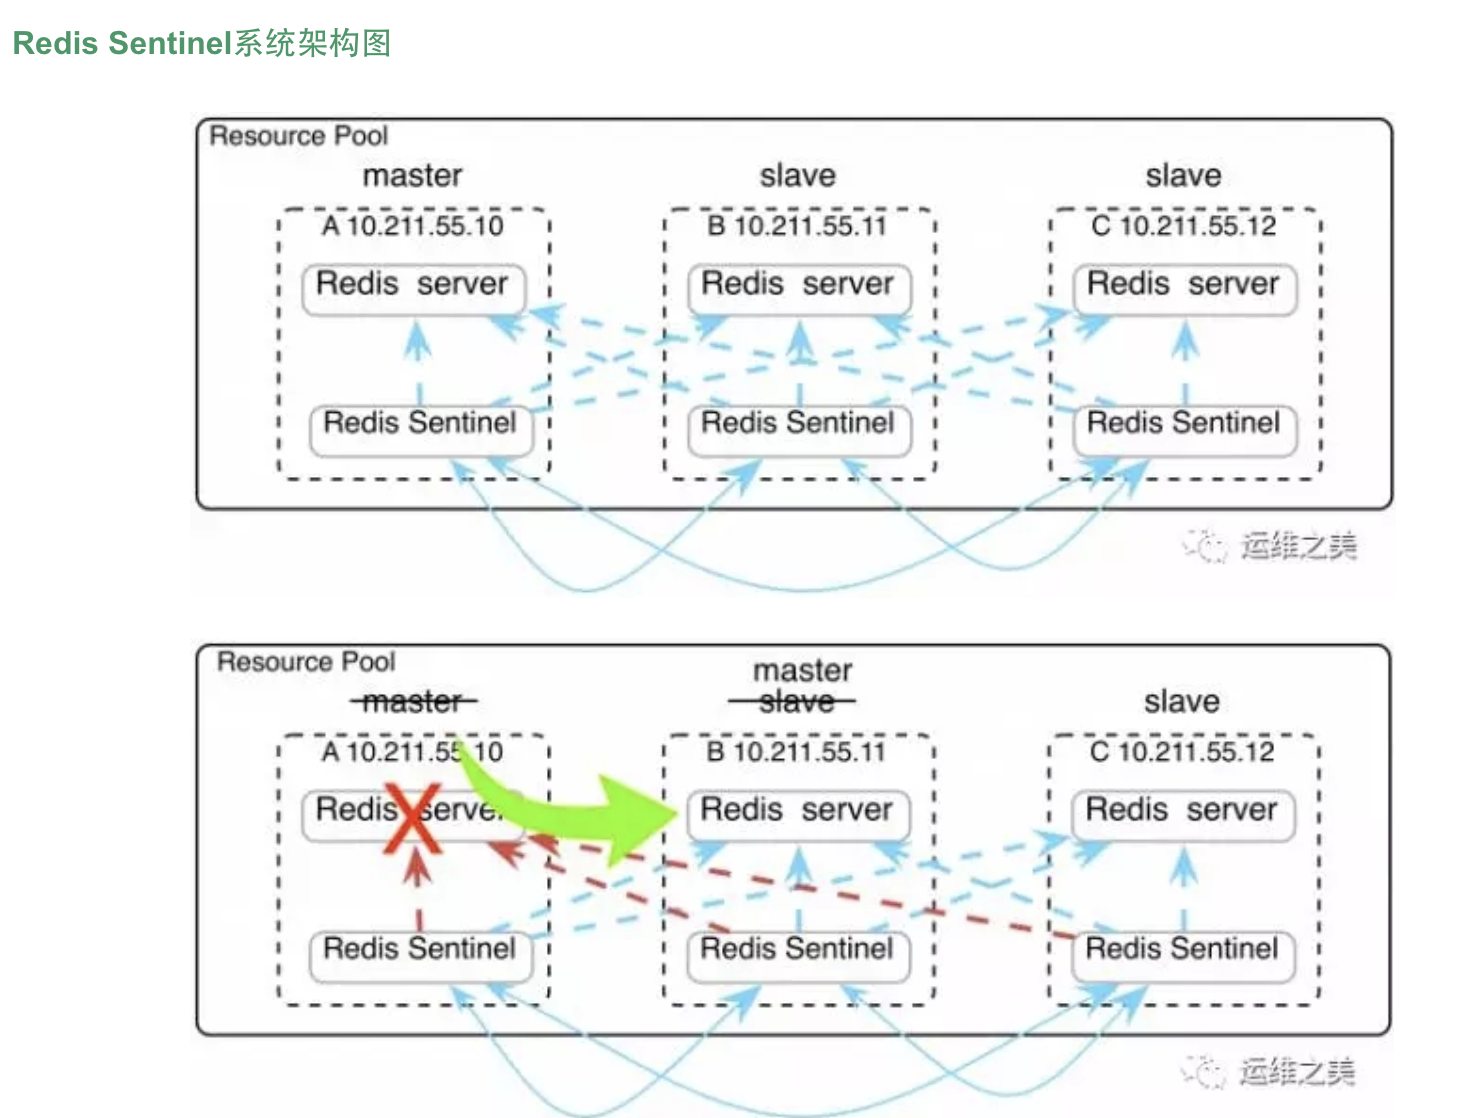 Redis Sentinel系统架构图
Resource Pool
master
slave
slave
A 10.211.55.10
B 10.211.55.11
C 10.211.55.12
Redis server
Redis server
Redis server
Redis Sentinel
Redis Sentinel
Redis Sentinel
运维之美
Resource Pool
master
master
slave
slave
A 10.211.55.10
B 10.211.55.11
C 10.211.55.12
Redis server
X
Redis server
Redis server
Redis Sentinel
Redis Sentinel
Redis Sentinel
运维之美